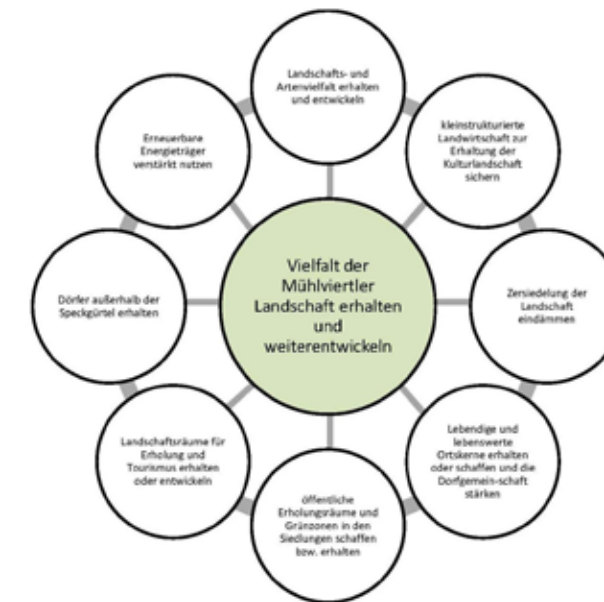 Landschafts- und
Artenvielfalt erhalten
und entwickeln
kleinstrukturierte
Landwirtschaft zur
Erhaltung der
Kulturlandschaft
sichern
Zersiedelung der
Landschaft
eindämmen
Lebendige und
lebenswerte
Ortskerne erhalten
oder schaffen und die
Dorfgemein-schaft
stärken
öffentliche
Erholungsräume und
Grünzonen in den
Siedlungen schaffen
bzw. erhalten
Landschaftsräume für
Erholung und
Tourismus erhalten
oder entwickeln
Dörfer außerhalb der
Speckgürtel erhalten
Erneuerbare
Energieträger
verstärkt nutzen
Vielfalt der
Mühlviertler
Landschaft erhalten
und
weiterentwickeln